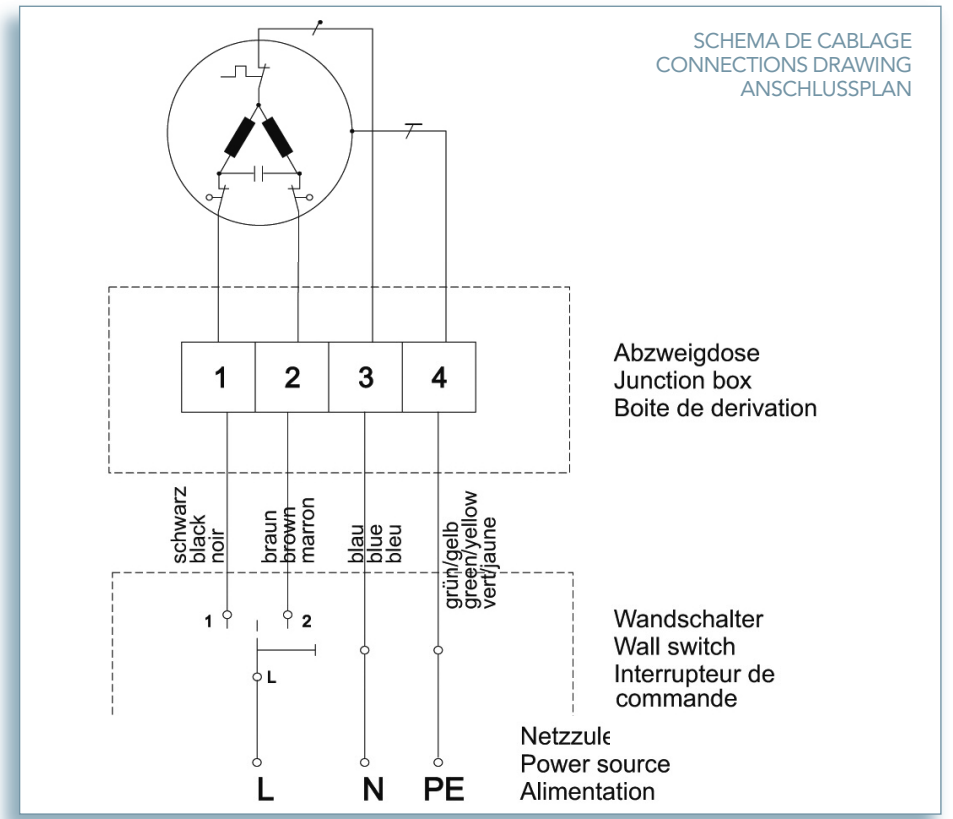 SCHEMA DE CABLAGE
CONNECTIONS DRAWING
ANSCHLUSSPLAN
1 2 3 4
Abzweigdose
Junction box
Boite de derivation
schwarz
black
noir
braun
brown
marron
blau
blue
bleu
grün/gelb
green/yellow
vert/jaune
1 2
L
Wandschalter
Wall switch
Interrupteur de
commande
Power source
Alimentation
L N PE